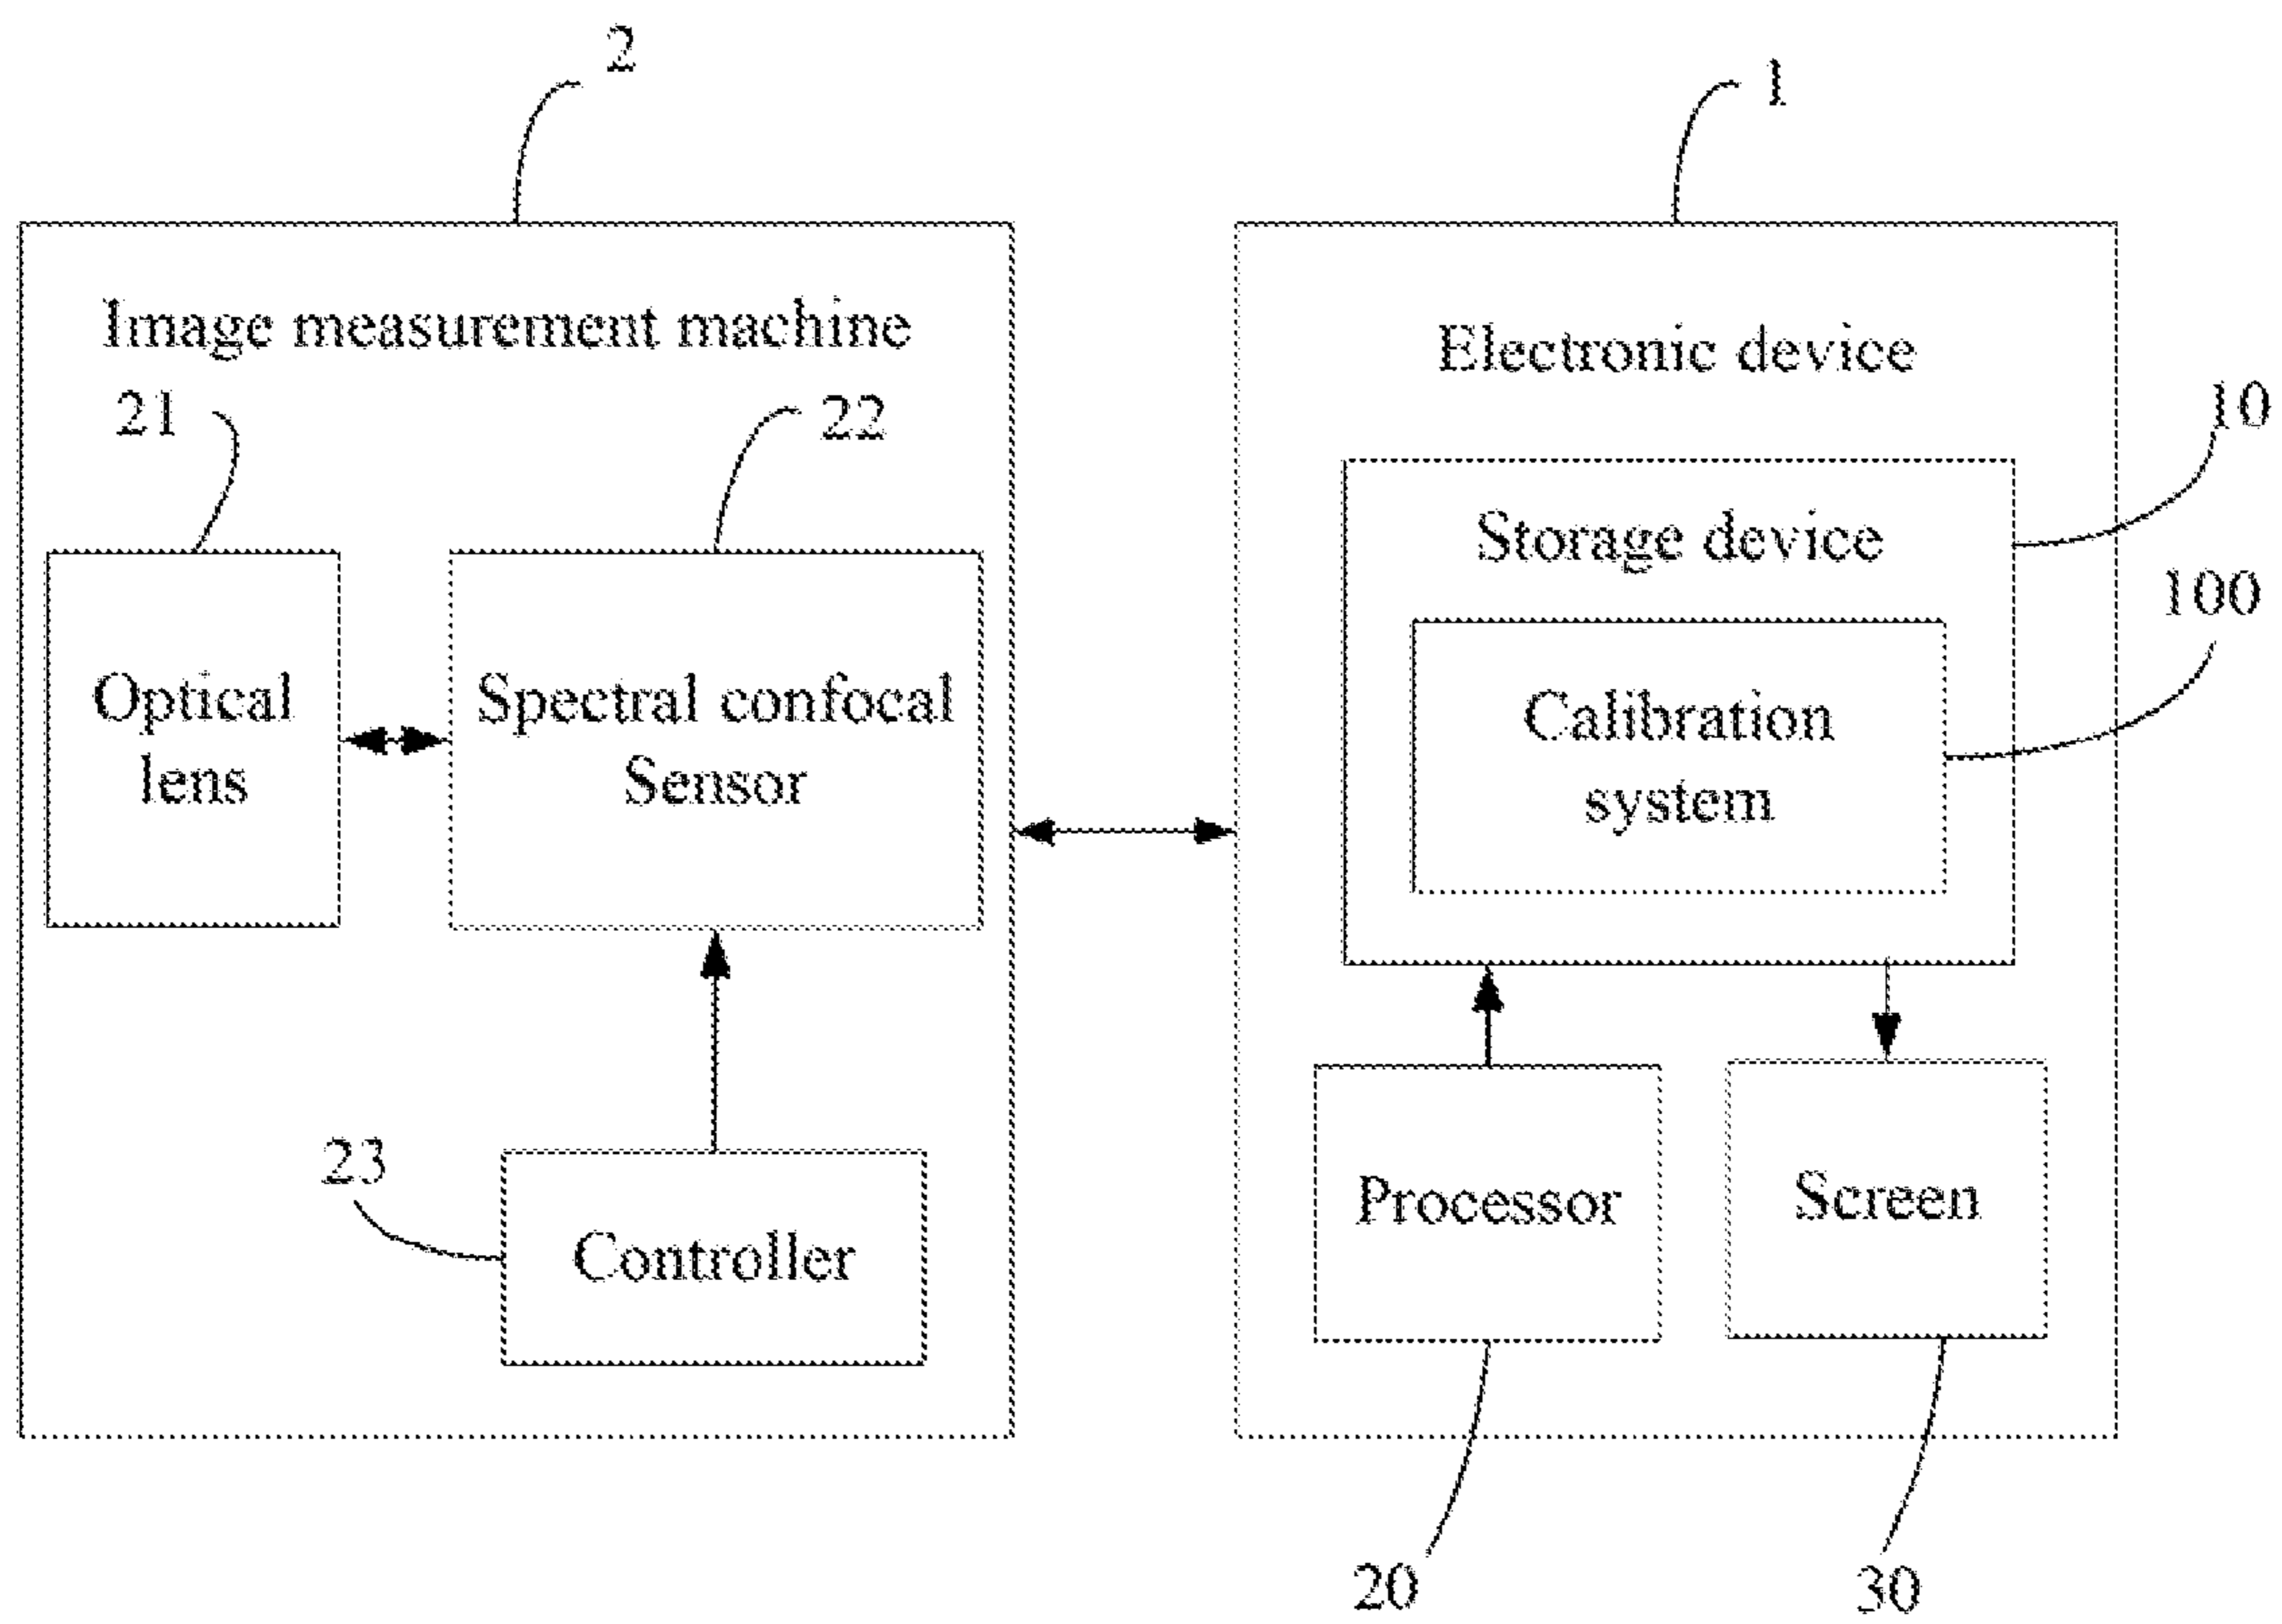 2
1
Image measurement machine
Electronic device
21
22
10
Storage device
100
Optical
lens
Spectral confocal
Sensor
Calibration
system
23
Controller
Processor
Screen
20
30